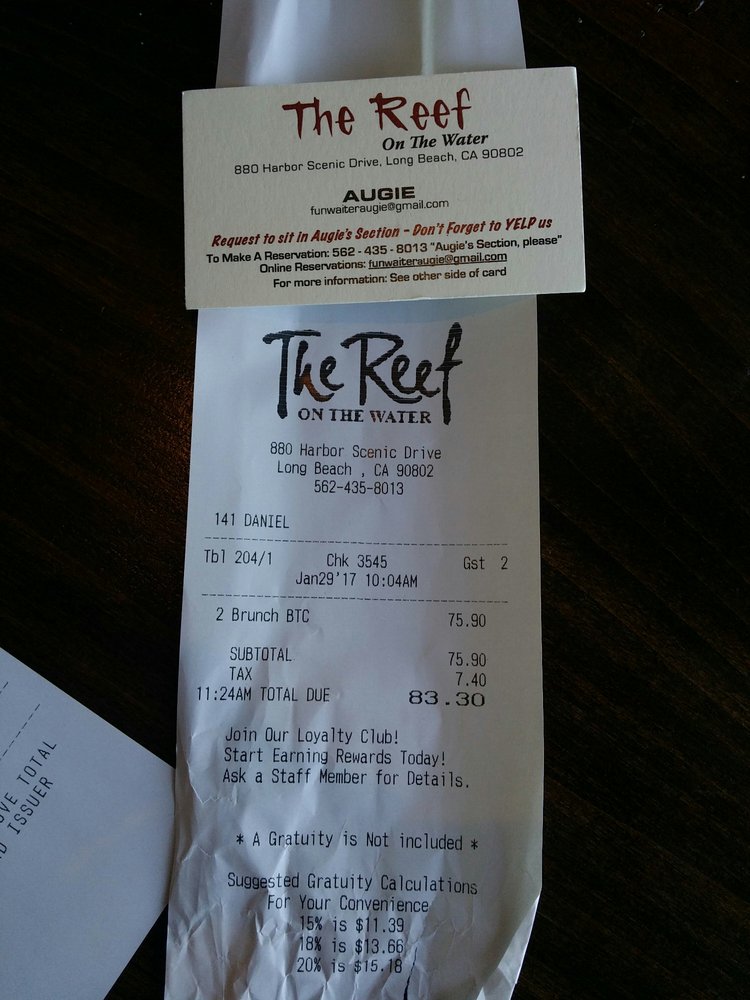 The Reef
On The Water
880 Harbor Scenic Drive, Long Beach, CA 90802
AUGIE
funwaiteraugie@gmail.com
Request to sit in Augie's Section - Don't Forget to YELP us
To Make A Reservation: 562 - 435 - 8013 "Augie's Section, please"
Online Reservations: funwaiteraugie@gmail.com
For more information: See other side of card
The Reef
ON THE WATER
880 Harbor Scenic Drive
Long Beach , CA 90802
562-435-8013
141 DANIEL
Tbl 204/1 Chk 3545 Gst 2
Jan29'17 10:04AM
2 Brunch BTC 75.90
SUBTOTAL 75.90
TAX 7.40
11:24AM TOTAL DUE 83.30
Join Our Loyalty Club!
Start Earning Rewards Today!
Ask a Staff Member for Details.
* A Gratuity is Not included *
Suggested Gratuity Calculations
For Your Convenience
15% is $11.39
18% is $13.66
20% is $15.18
TOTAL
ISSUER